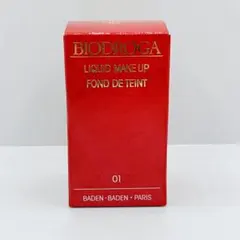 BIODROGA
LIQUID MAKE UP
FOND DE TEINT
01
BADEN-BADEN • PARIS